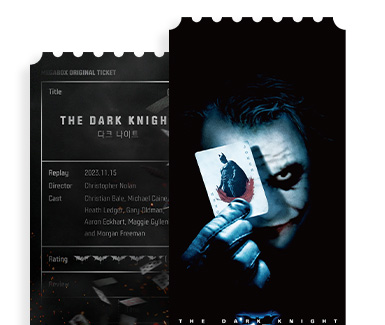 MEGABOX ORIGINAL TICKET
Title
THE DARK KNIGH
다크 나이트
Replay 2023.11.15
Director Christopher Nolan
Cast Christian Bale, Michael Caine,
Heath Ledger, Gary Oldman,
Aaron Eckhart, Maggie Gyllen
and Morgan Freeman
Rating
Review
THE DARK KNIGHT